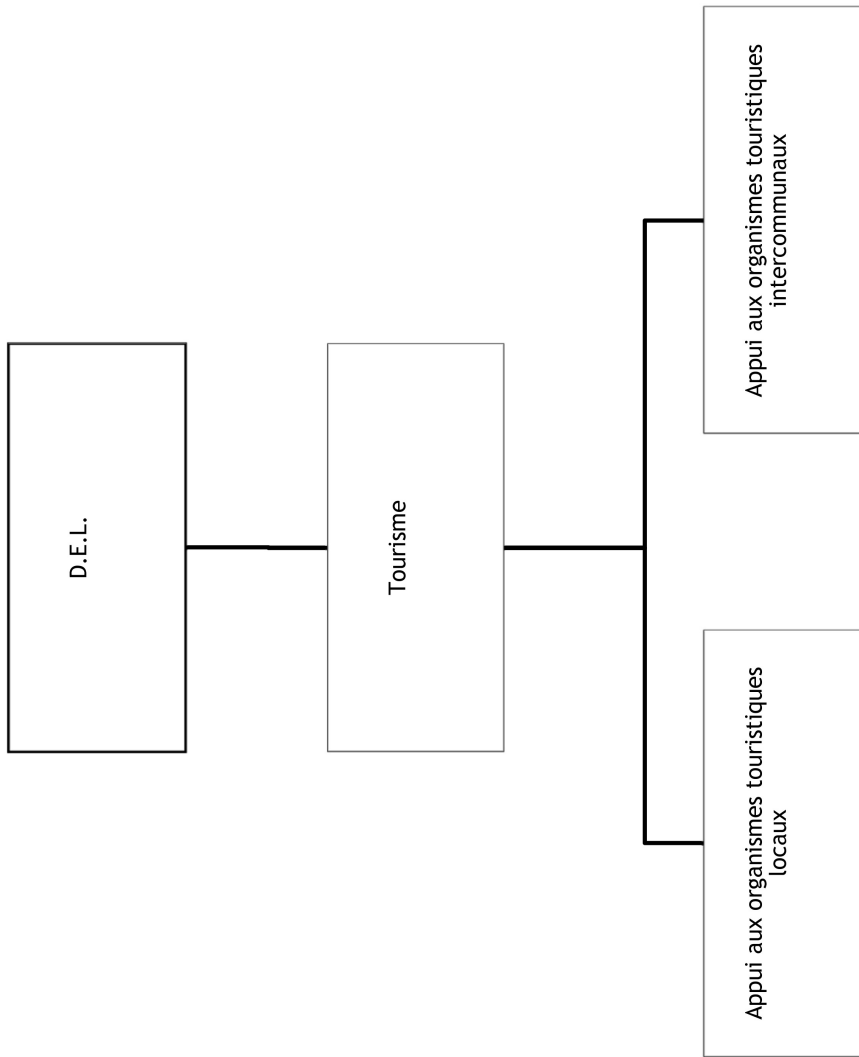 D.E.L.
Tourisme
Appui aux organismes touristiques
locaux
Appui aux organismes touristiques
intercommunaux